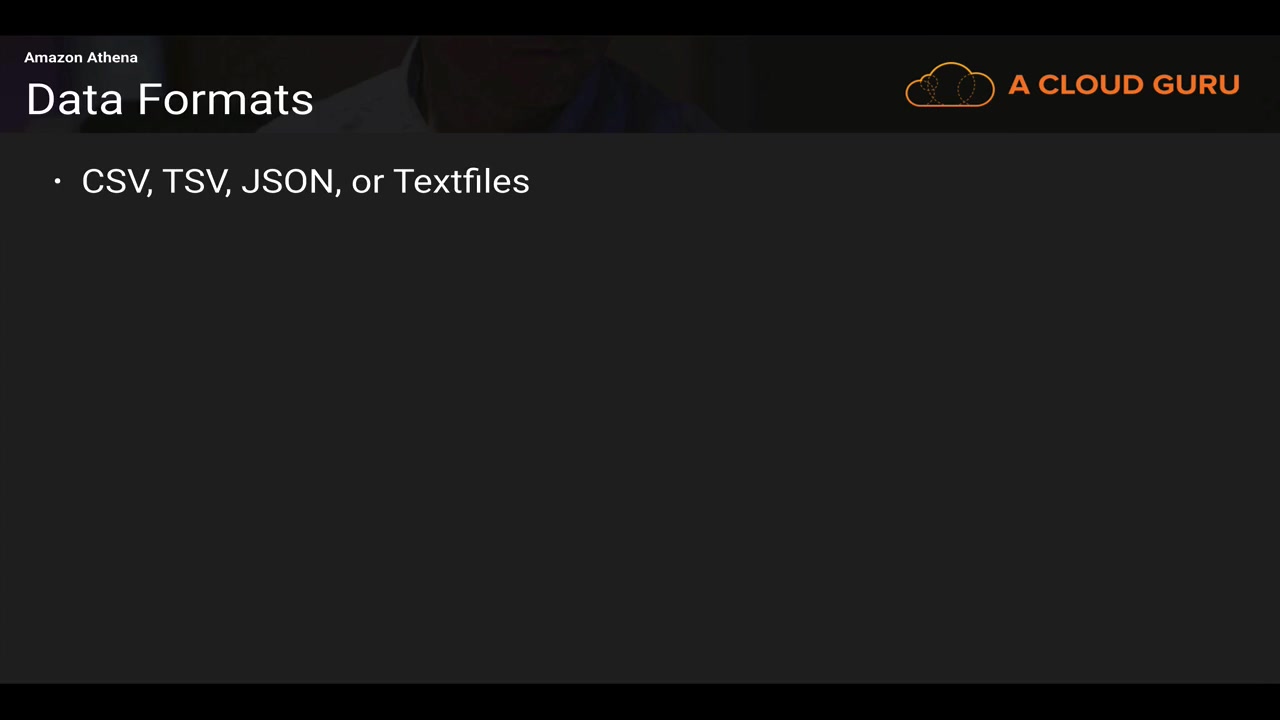 Amazon Athena
Data Formats
A CLOUD GURU
• CSV, TSV, JSON, or Textfiles